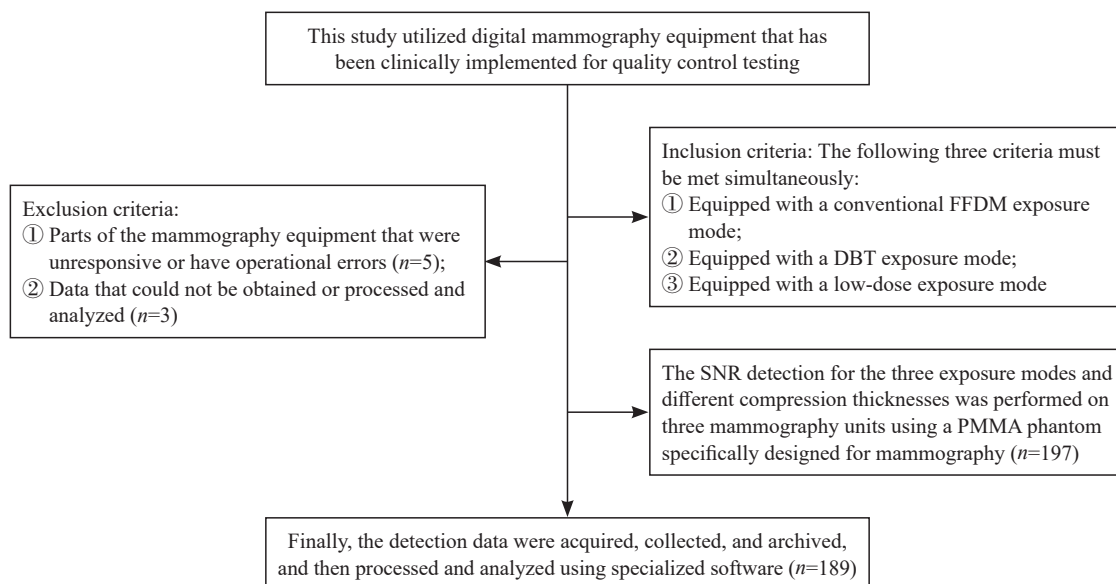 This study utilized digital mammography equipment that has
been clinically implemented for quality control testing
Inclusion criteria: The following three criteria must
be met simultaneously:
① Equipped with a conventional FFDM exposure
mode;
② Equipped with a DBT exposure mode;
③ Equipped with a low-dose exposure mode
Exclusion criteria:
① Parts of the mammography equipment that were
unresponsive or have operational errors (n=5);
② Data that could not be obtained or processed and
analyzed (n=3)
The SNR detection for the three exposure modes and
different compression thicknesses was performed on
three mammography units using a PMMA phantom
specifically designed for mammography (n=197)
Finally, the detection data were acquired, collected, and archived,
and then processed and analyzed using specialized software (n=189)